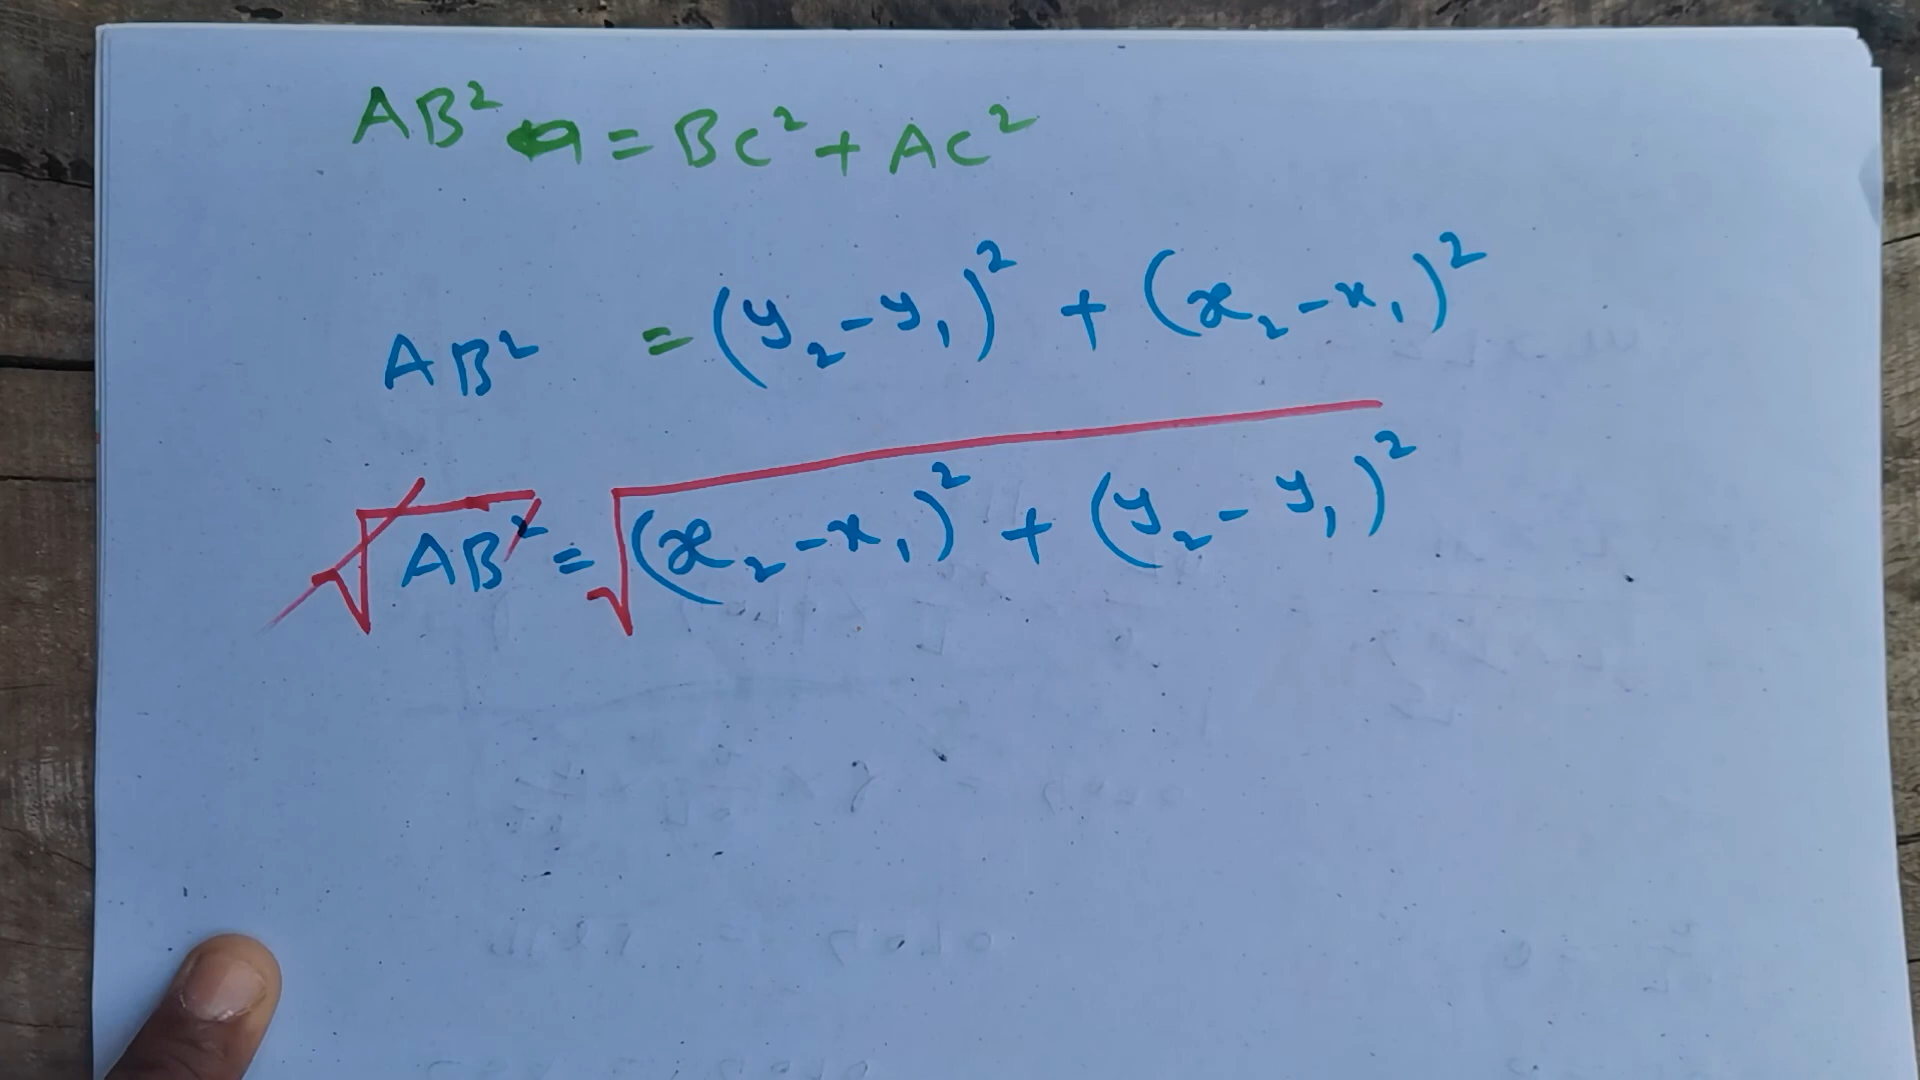 AB² = BC² + AC²
AB² = (y₂-y₁)² + (x₂-x₁)²
√AB² = √(x₂-x₁)² + (y₂-y₁)²